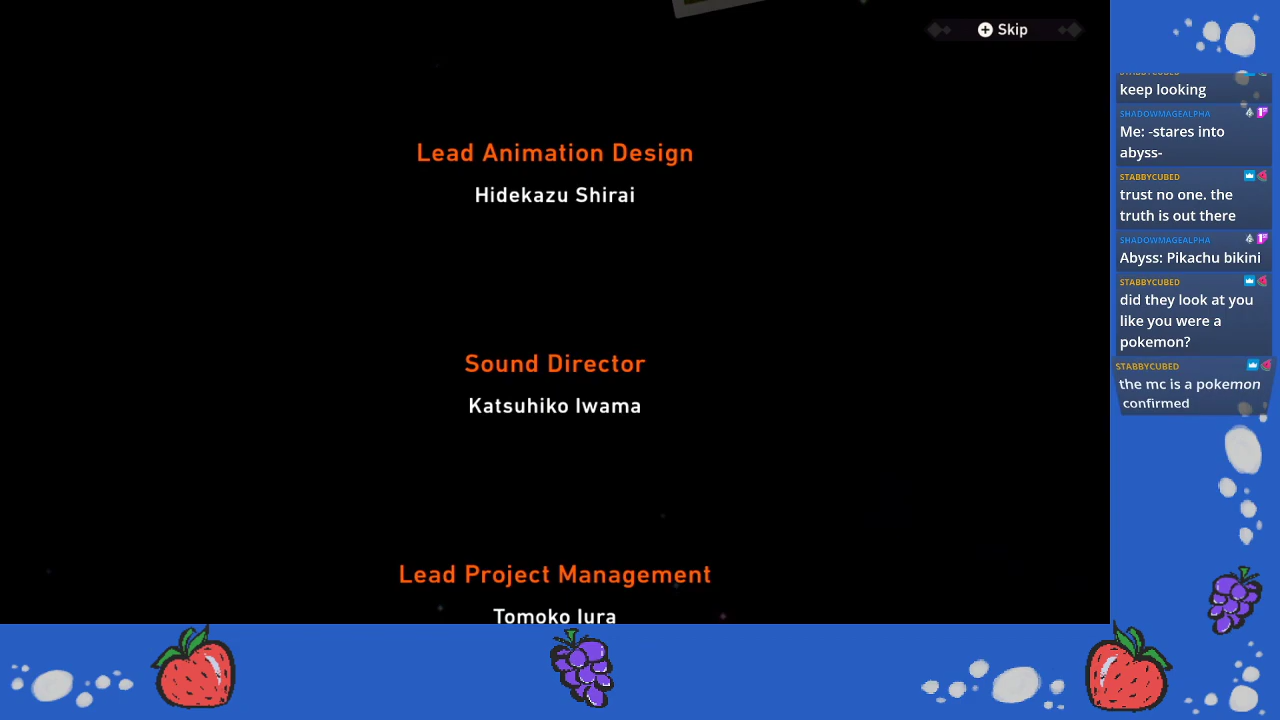 Skip
Lead Animation Design
Hidekazu Shirai
Sound Director
Katsuhiko Iwama
Lead Project Management
Tomoko Iura
STABBYCUBED
keep looking
SHADOWMAGEALPHA
Me: -stares into
abyss-
STABBYCUBED
trust no one. the
truth is out there
SHADOWMAGEALPHA
Abyss: Pikachu bikini
STABBYCUBED
did they look at you
like you were a
pokemon?
STABBYCUBED
the mc is a pokemon
confirmed